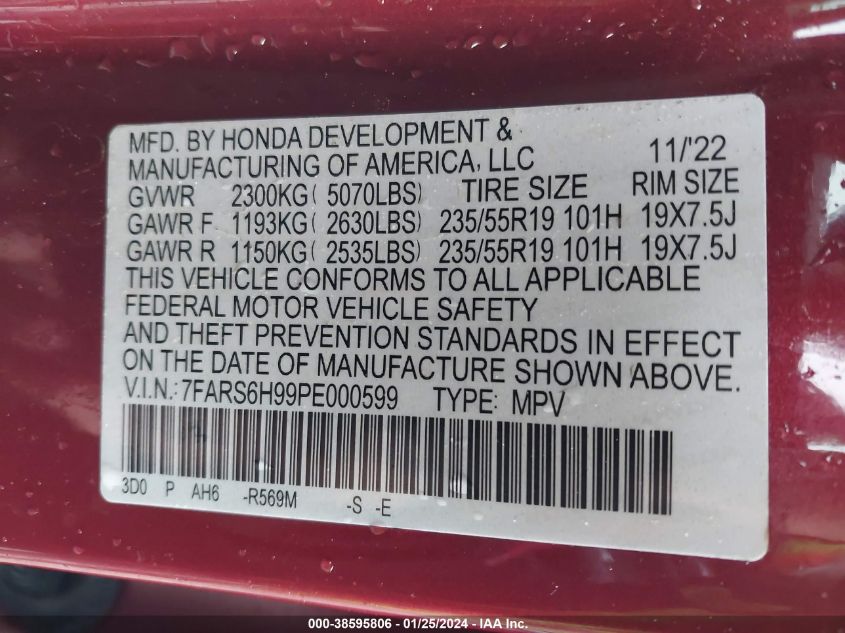 MFD. BY HONDA DEVELOPMENT &
MANUFACTURING OF AMERICA, LLC 11/'22
GVWR 2300KG( 5070LBS) TIRE SIZE RIM SIZE
GAWR F 1193KG( 2630LBS) 235/55R19 101H 19X7.5J
GAWR R 1150KG( 2535LBS) 235/55R19 101H 19X7.5J
THIS VEHICLE CONFORMS TO ALL APPLICABLE
FEDERAL MOTOR VEHICLE SAFETY
AND THEFT PREVENTION STANDARDS IN EFFECT
ON THE DATE OF MANUFACTURE SHOWN ABOVE.
V.I.N.: 7FARS6H99PE000599 TYPE: MPV
3D0 P AH6 -R569M -S -E
000-38595806 - 01/25/2024 - IAA Inc.